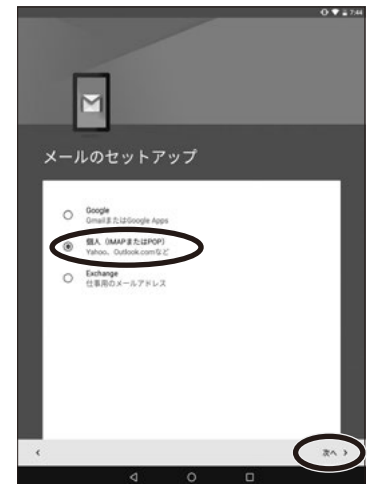 7:44
メールのセットアップ
Google
GmailまたはGoogle Apps
個人（IMAPまたはPOP）
Yahoo、Outlook.comなど
Exchange
仕事用のメールアドレス
次へ